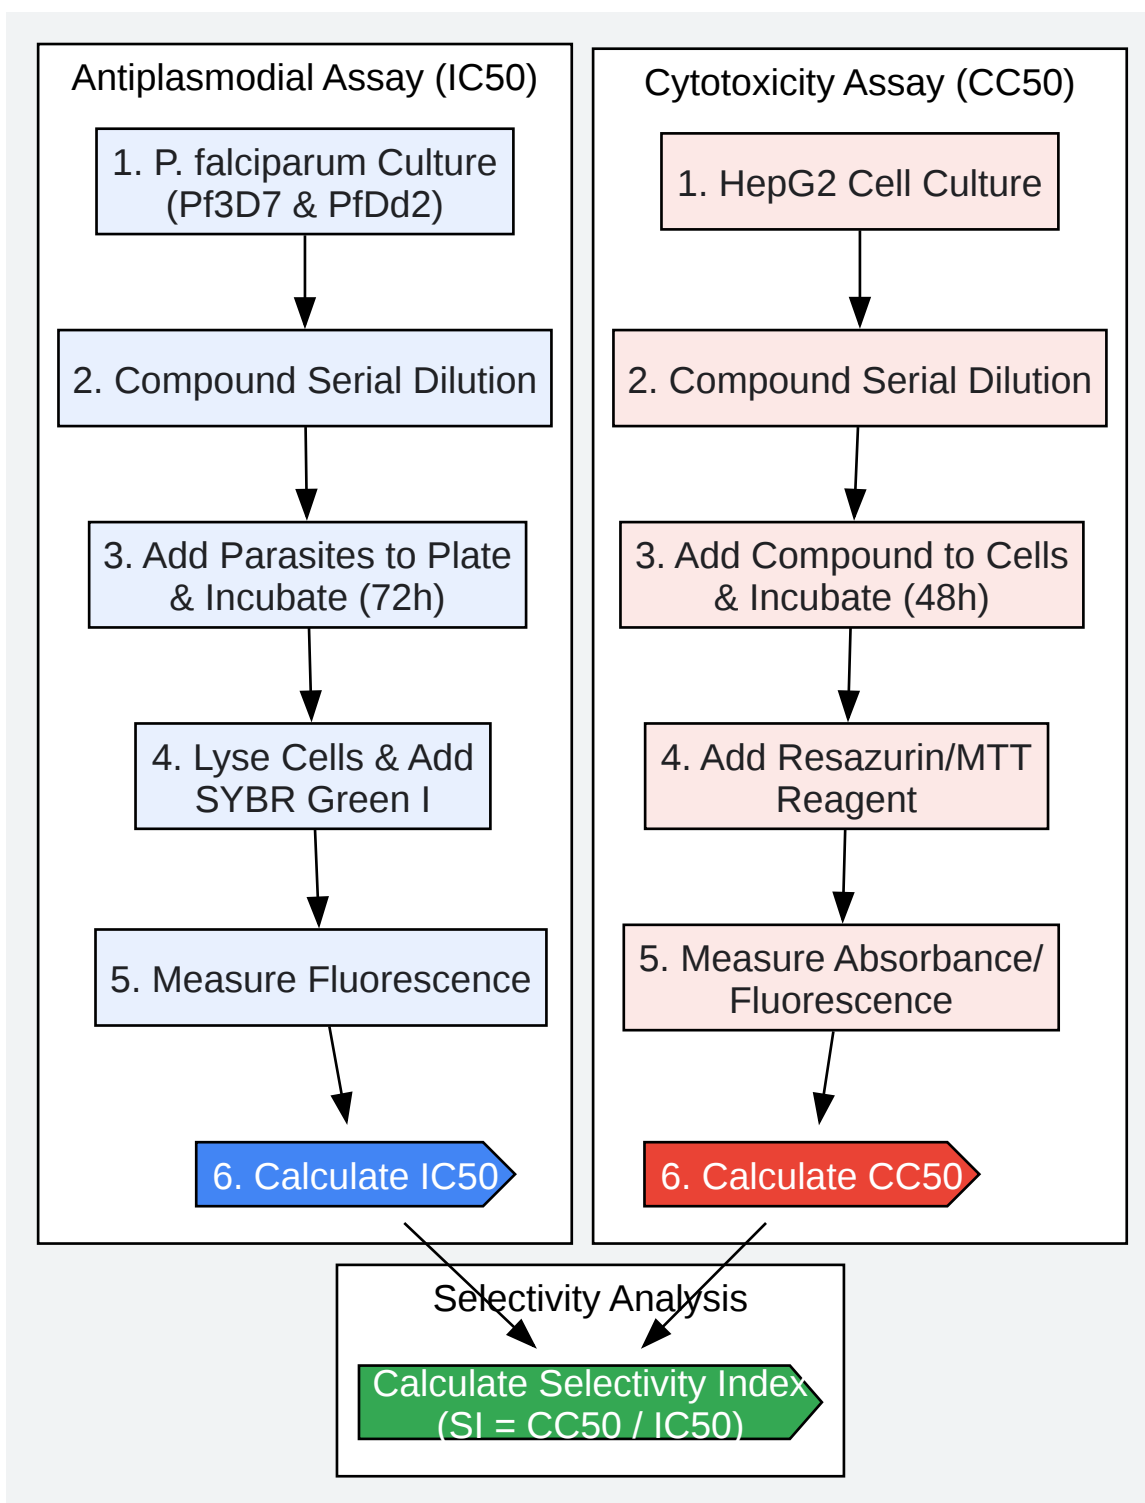 Antiplasmodial Assay (IC50)
1. P. falciparum Culture
(Pf3D7 & PfDd2)
2. Compound Serial Dilution
3. Add Parasites to Plate
& Incubate (72h)
4. Lyse Cells & Add
SYBR Green I
5. Measure Fluorescence
6. Calculate IC50
Cytotoxicity Assay (CC50)
1. HepG2 Cell Culture
2. Compound Serial Dilution
3. Add Compound to Cells
& Incubate (48h)
4. Add Resazurin/MTT
Reagent
5. Measure Absorbance/
Fluorescence
6. Calculate CC50
Selectivity Analysis
Calculate Selectivity Index
(SI = CC50 / IC50)